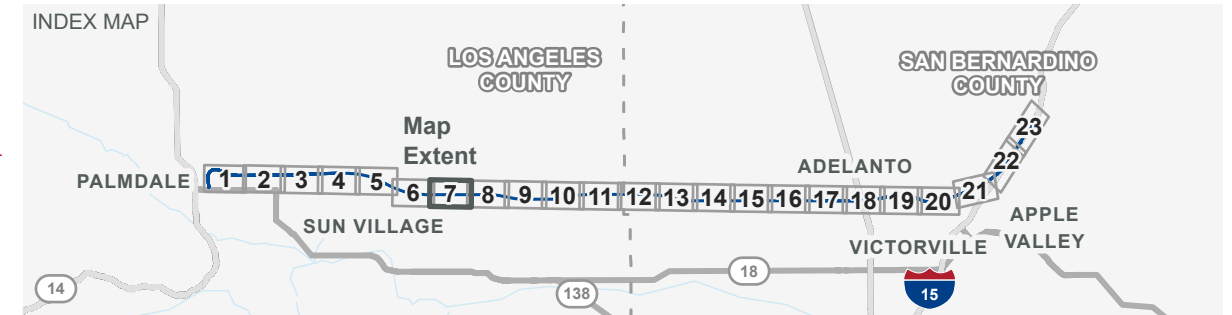 INDEX MAP
LOS ANGELES
COUNTY
SAN BERNARDINO
COUNTY
Map
Extent
PALMDALE
1 2 3 4 5 6 7 8 9 10 11 12 13 14 15 16 17 18 19 20 21 22 23
ADELANTO
SUN VILLAGE
APPLE
VALLEY
VICTORVILLE
14
138
18
15